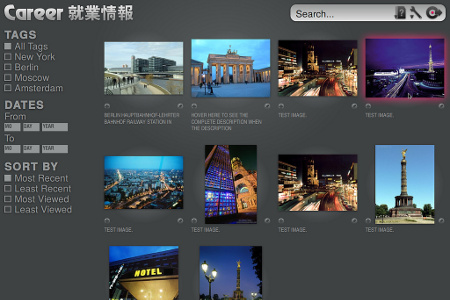 Career 就業情報
Search...
TAGS
All Tags
New York
Berlin
Moscow
Amsterdam
DATES
From
DAY
YEAR
To
DAY
YEAR
SORT BY
Most Recent
Least Recent
Most Viewed
Least Viewed
BERLIN HAUPTBAHNHOF-LEHRTER
BAHNHOF RAILWAY STATION IN
HOVER HERE TO SEE THE
COMPLETE DESCRIPTION WHEN
THE DESCRIPTION
TEST IMAGE.
TEST IMAGE.
TEST IMAGE.
TEST IMAGE.
TEST IMAGE.
TEST IMAGE.
HOTEL